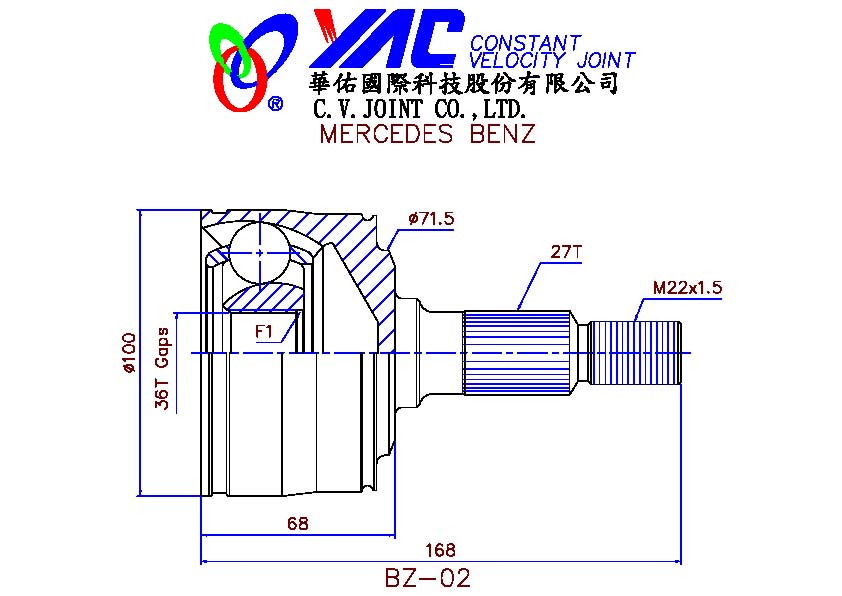 YAC CONSTANT
VELOCITY JOINT
®
華佑國際科技股份有限公司
C.V.JOINT CO.,LTD.
MERCEDES BENZ
ø71.5
27T
M22x1.5
F1
ø100
36T Gaps
68
168
BZ-02